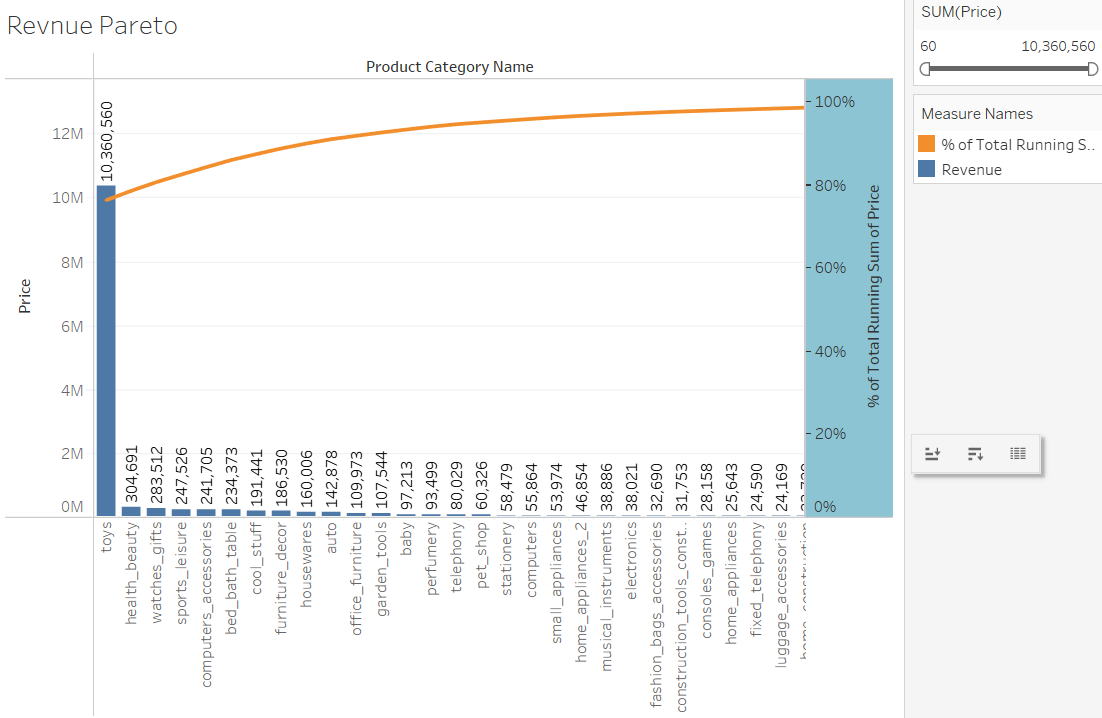 Revnue Pareto
Product Category Name
Price
12M
10M
8M
6M
4M
2M
0M
10,360,560
304,691
283,512
247,526
241,705
234,373
191,441
186,530
160,006
142,878
109,973
107,544
97,213
93,499
80,029
60,326
58,479
55,864
53,974
46,854
38,886
38,021
32,690
31,753
28,158
25,643
24,590
24,169
toys
health_beauty
watches_gifts
sports_leisure
computers_accessories
bed_bath_table
cool_stuff
furniture_decor
housewares
auto
office_furniture
garden_tools
baby
perfumery
telephony
pet_shop
stationery
computers
small_appliances
home_appliances_2
musical_instruments
electronics
fashion_bags_accessories
construction_tools_const..
consoles_games
home_appliances
fixed_telephony
luggage_accessories
100%
80%
60%
40%
20%
0%
% of Total Running Sum of Price
SUM(Price)
60 10,360,560
Measure Names
% of Total Running S..
Revenue